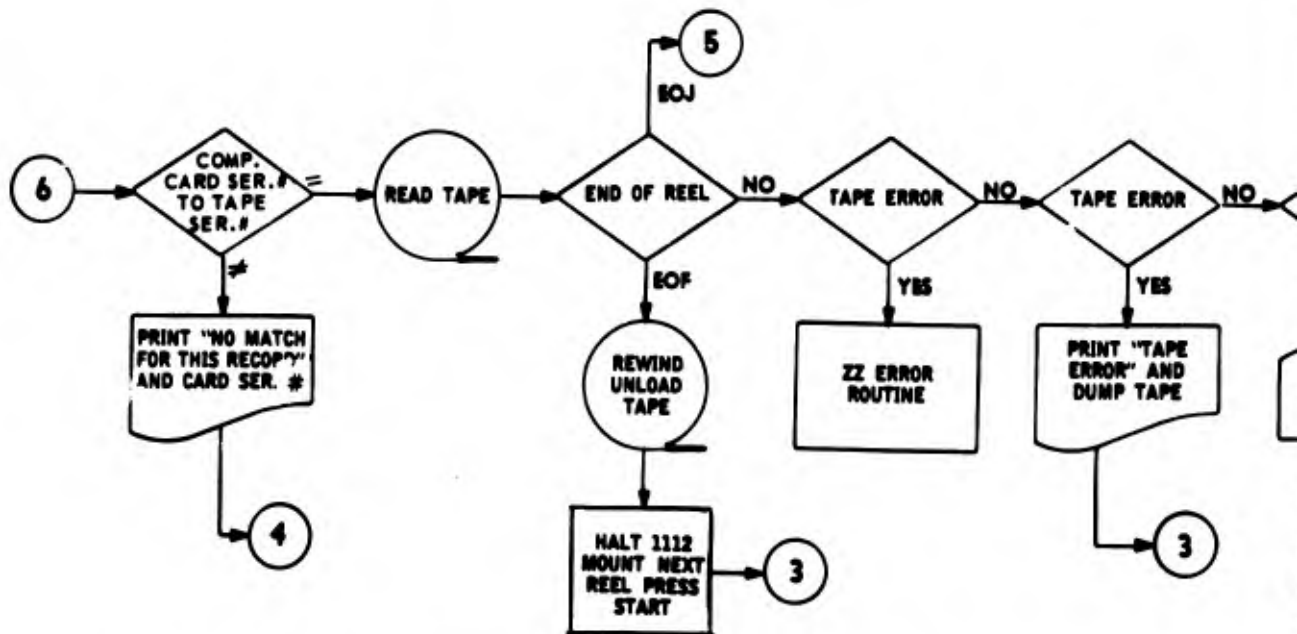 5
EOJ
6
COMP.
CARD SER.#
TO TAPE
SER.#
=
≠
READ TAPE
END OF REEL
NO
EOF
TAPE ERROR
NO
YES
TAPE ERROR
NO
YES
PRINT "NO MATCH
FOR THIS RECOP?"
AND CARD SER. #
REWIND
UNLOAD
TAPE
ZZ ERROR
ROUTINE
PRINT "TAPE
ERROR" AND
DUMP TAPE
4
HALT 1112
MOUNT NEXT
REEL PRESS
START
3
3